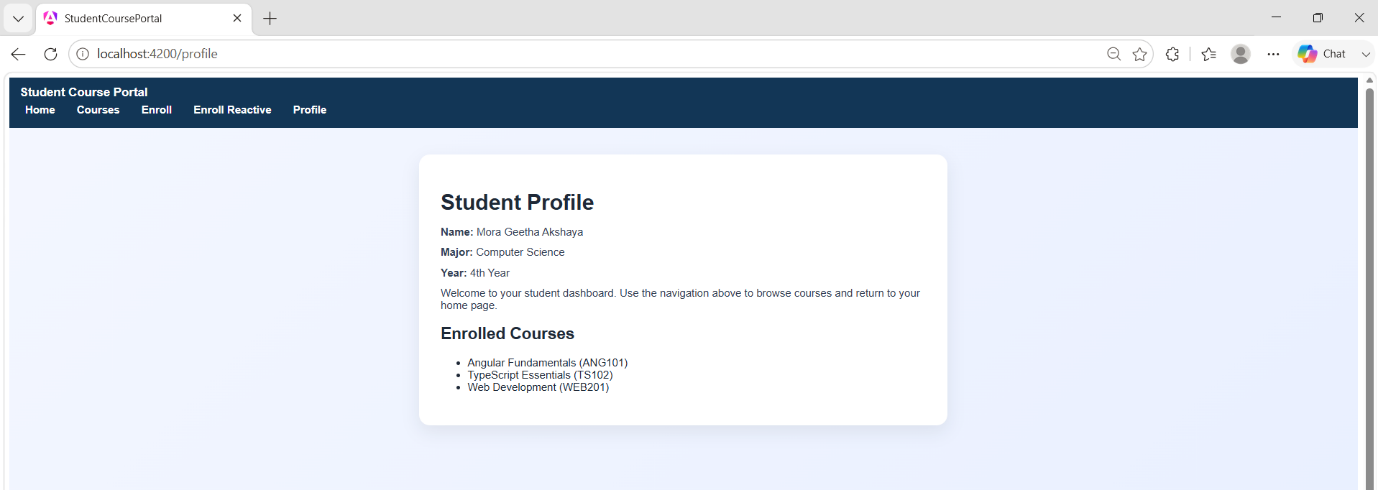 StudentCoursePortal
localhost:4200/profile
Chat
Student Course Portal
Home Courses Enroll Enroll Reactive Profile
Student Profile
Name: Mora Geetha Akshaya
Major: Computer Science
Year: 4th Year
Welcome to your student dashboard. Use the navigation above to browse courses and return to your
home page.
Enrolled Courses
• Angular Fundamentals (ANG101)
• TypeScript Essentials (TS102)
• Web Development (WEB201)